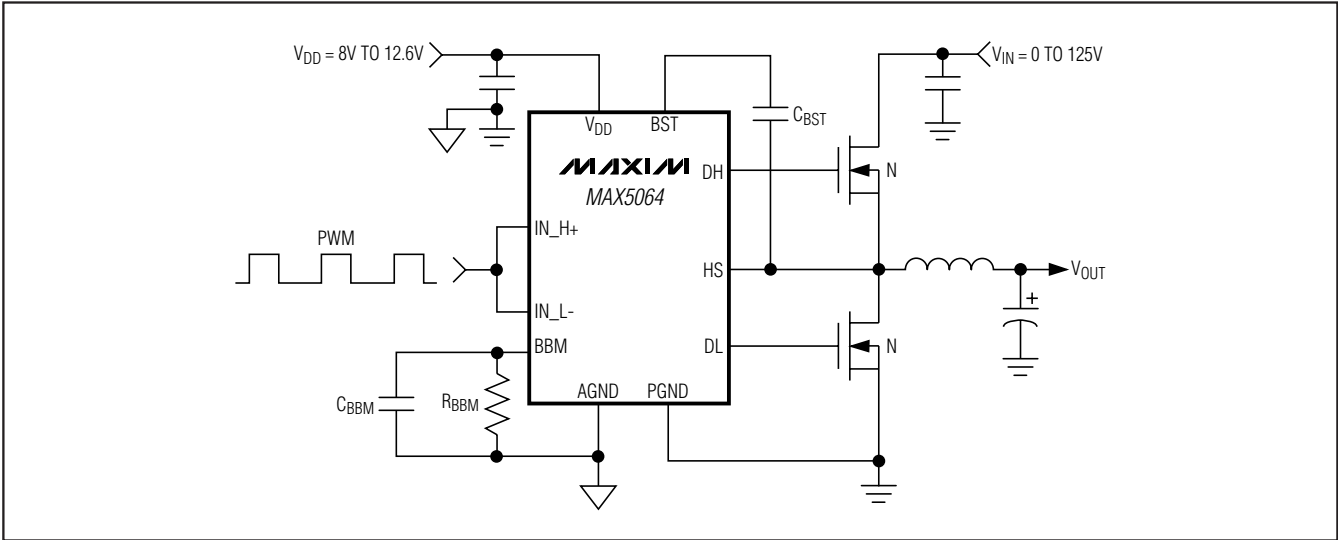 V_DD = 8V TO 12.6V
V_IN = 0 TO 125V
V_DD
BST
C_BST
MAXIM
MAX5064
DH
N
PWM
IN_H+
HS
V_OUT
+
IN_L-
BBM
DL
N
C_BBM
R_BBM
AGND
PGND